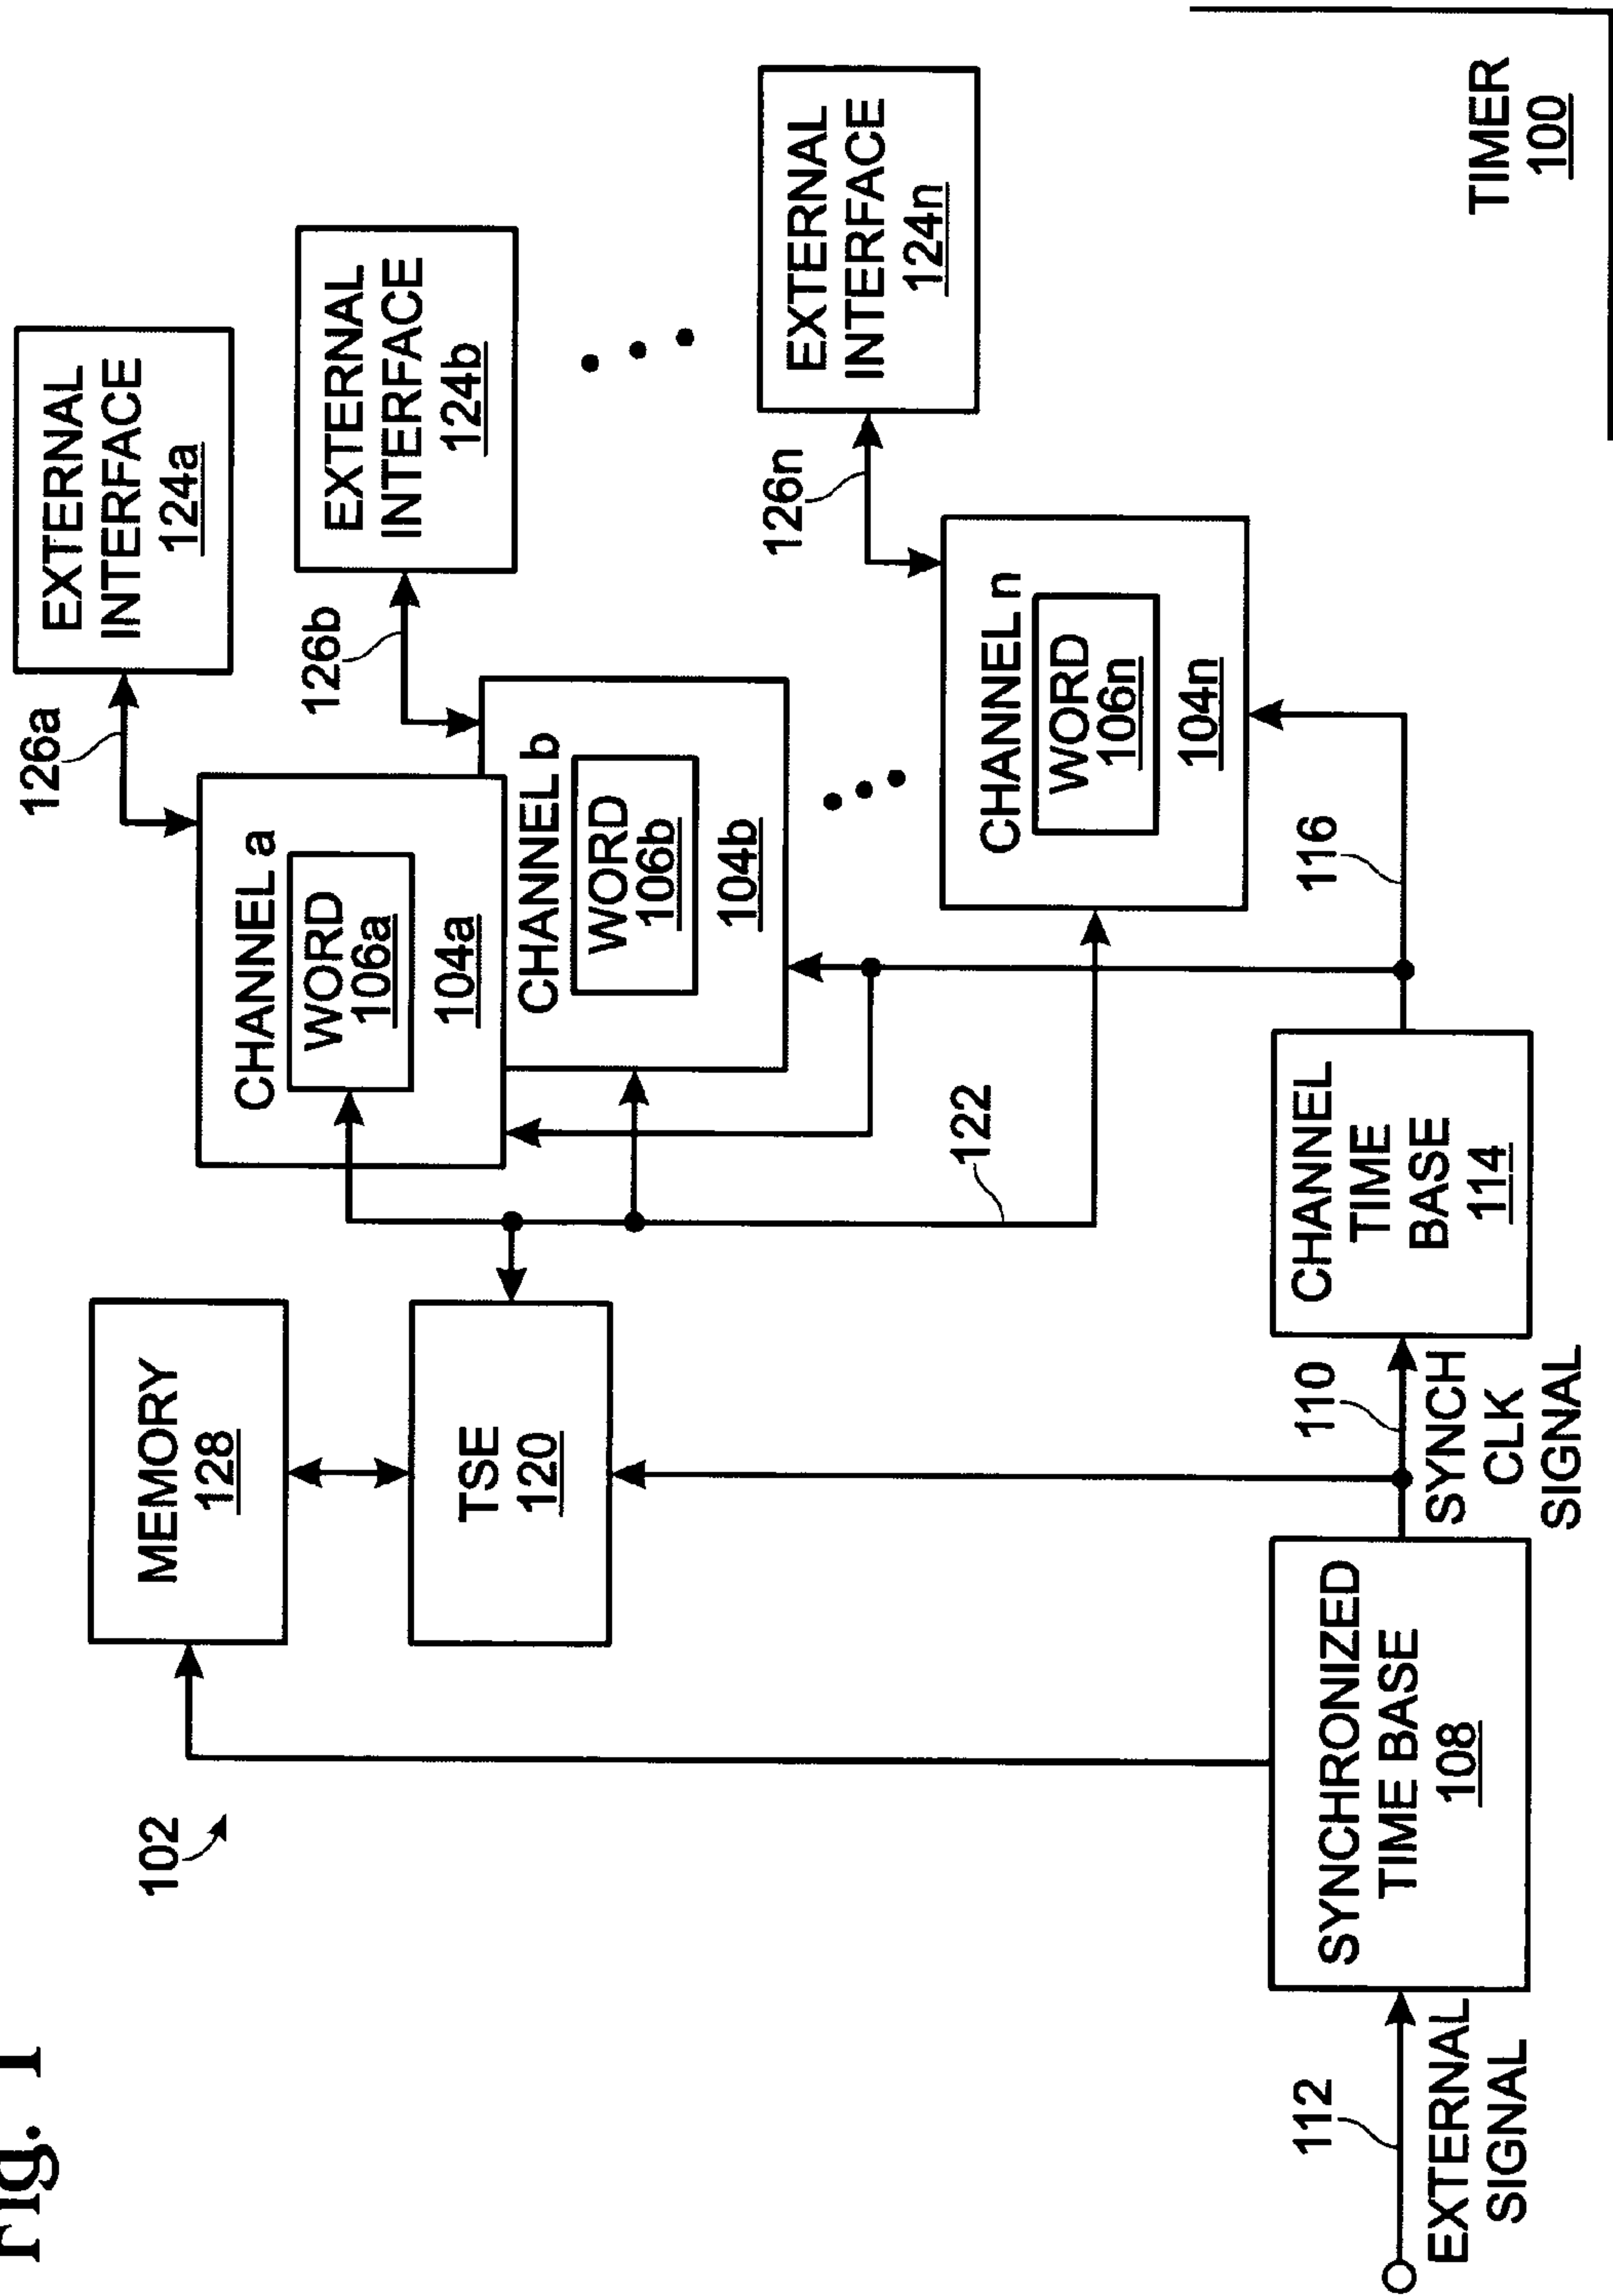 Fig. 1
102
MEMORY
128
TSE
120
126a
EXTERNAL
INTERFACE
124a
126b
EXTERNAL
INTERFACE
124b
CHANNEL a
WORD
106a
104a
CHANNEL b
WORD
106b
104b
126n
EXTERNAL
INTERFACE
124n
CHANNEL n
WORD
106n
104n
122
116
112
EXTERNAL
SIGNAL
SYNCHRONIZED
TIME BASE
108
110
SYNCH
CLK
SIGNAL
CHANNEL
TIME
BASE
114
TIMER
100